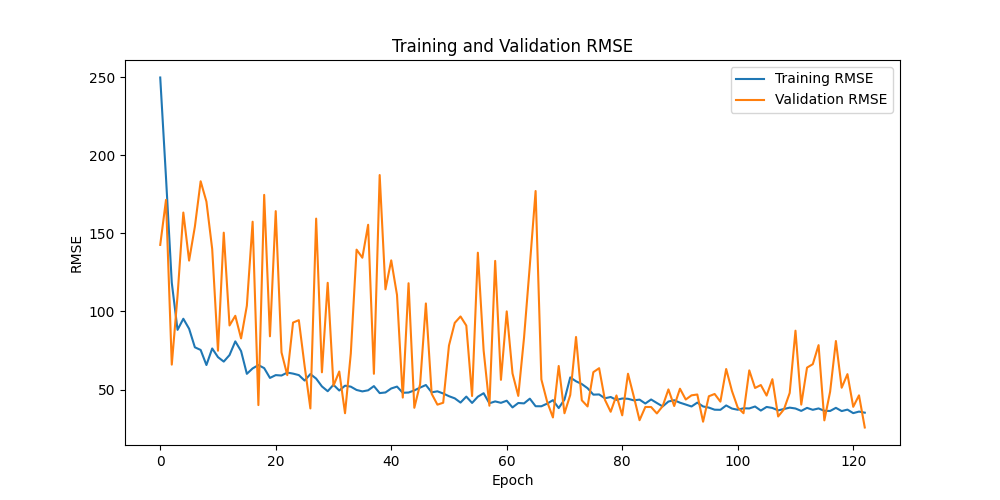 Training and Validation RMSE
Training RMSE
Validation RMSE
250
200
150
100
50
RMSE
0
20
40
60
80
100
120
Epoch